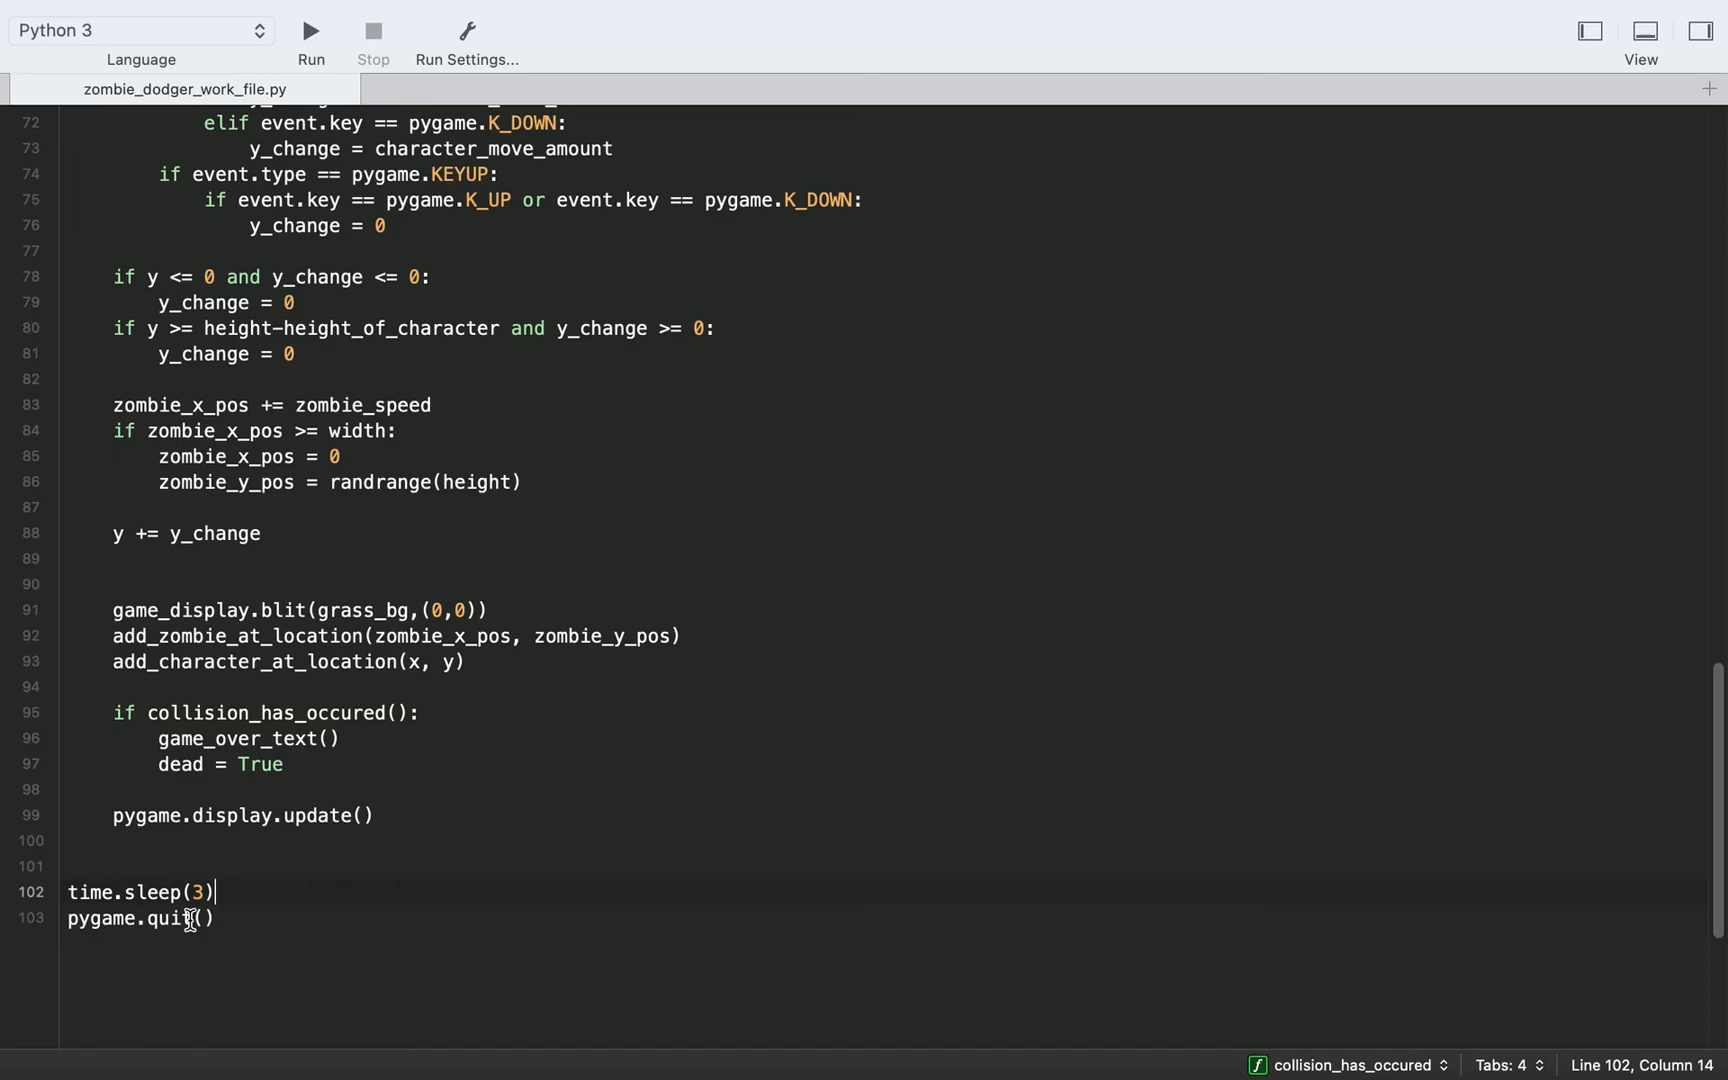 Python 3
Language
Run
Stop
Run Settings...
View
zombie_dodger_work_file.py
72 elif event.key == pygame.K_DOWN:
73 y_change = character_move_amount
74 if event.type == pygame.KEYUP:
75 if event.key == pygame.K_UP or event.key == pygame.K_DOWN:
76 y_change = 0
77
78 if y <= 0 and y_change <= 0:
79 y_change = 0
80 if y >= height-height_of_character and y_change >= 0:
81 y_change = 0
82
83 zombie_x_pos += zombie_speed
84 if zombie_x_pos >= width:
85 zombie_x_pos = 0
86 zombie_y_pos = randrange(height)
87
88 y += y_change
89
90
91 game_display.blit(grass_bg,(0,0))
92 add_zombie_at_location(zombie_x_pos, zombie_y_pos)
93 add_character_at_location(x, y)
94
95 if collision_has_occured():
96 game_over_text()
97 dead = True
98
99 pygame.display.update()
100
101
102 time.sleep(3)
103 pygame.quit()
f collision_has_occured
Tabs: 4
Line 102, Column 14